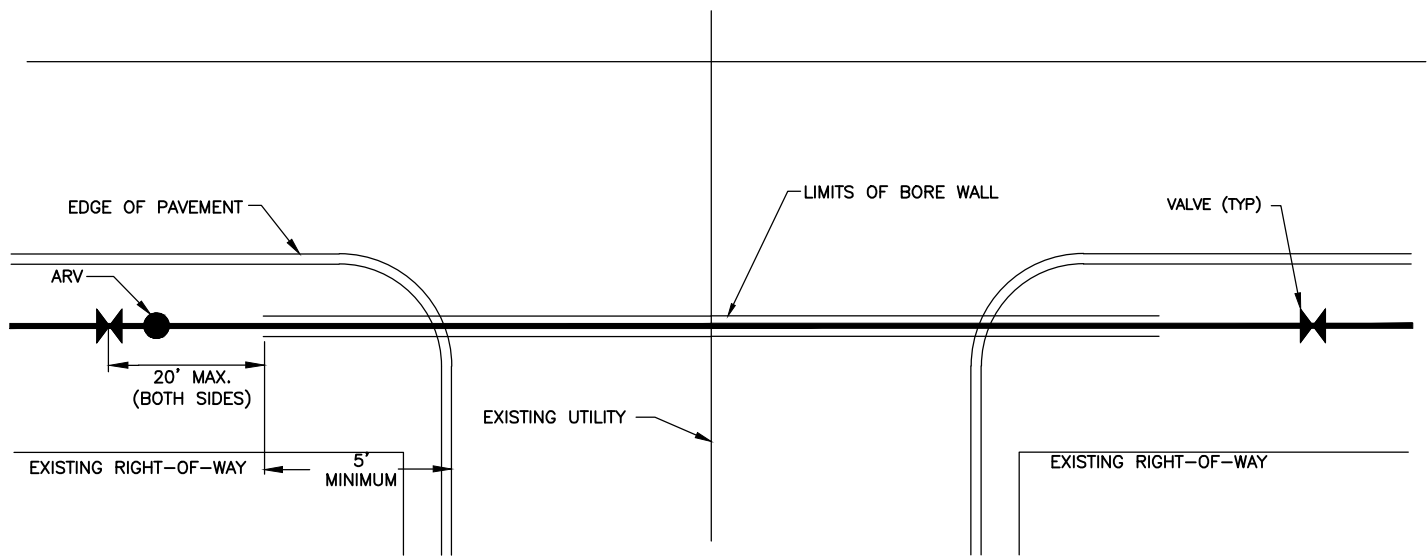 LIMITS OF BORE WALL
VALVE (TYP)
EDGE OF PAVEMENT
ARV
20' MAX.
(BOTH SIDES)
EXISTING UTILITY
EXISTING RIGHT-OF-WAY
5'
MINIMUM
EXISTING RIGHT-OF-WAY